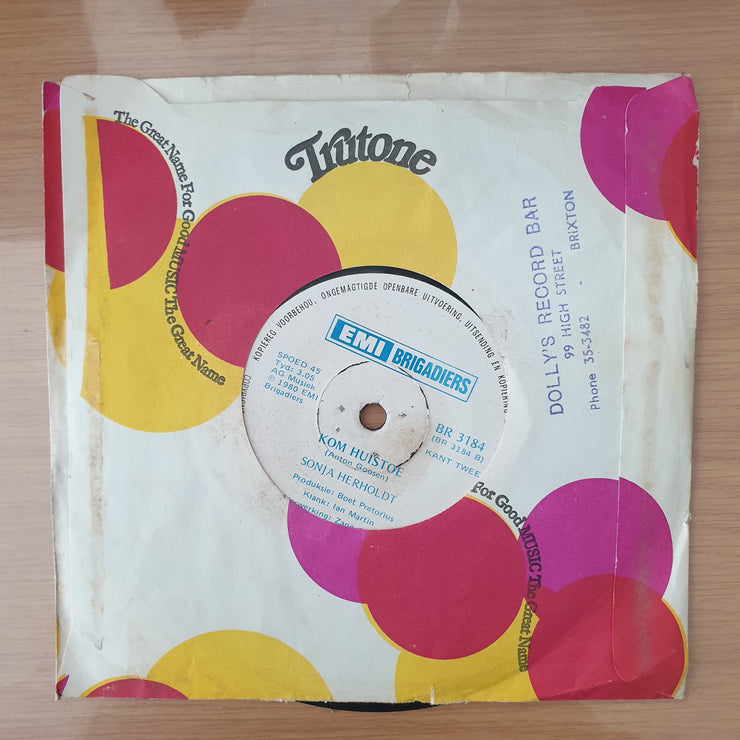 Trutone
The Great Name For Good MUSIC The Great Name
DOLLY'S RECORD BAR
99 HIGH STREET
BRIXTON
Phone 35-3482 -
KOPIEREG VOORBEHOU, ONGEMAGTIGDE OPENBARE UITVOERING, UITSENDING EN KOPIËRING
EMI BRIGADIERS
SPOED 45
Tyd: 3.05
AG Musiek
℗ 1980 EMI
Brigadiers
BR 3184
(BR 3184 B)
KANT TWEE
KOM HUISTOE
(Anton Goosen)
SONJA HERHOLDT
Produksie: Boet Pretorius
Klank: Ian Martin
For Good MUSIC The Great Name